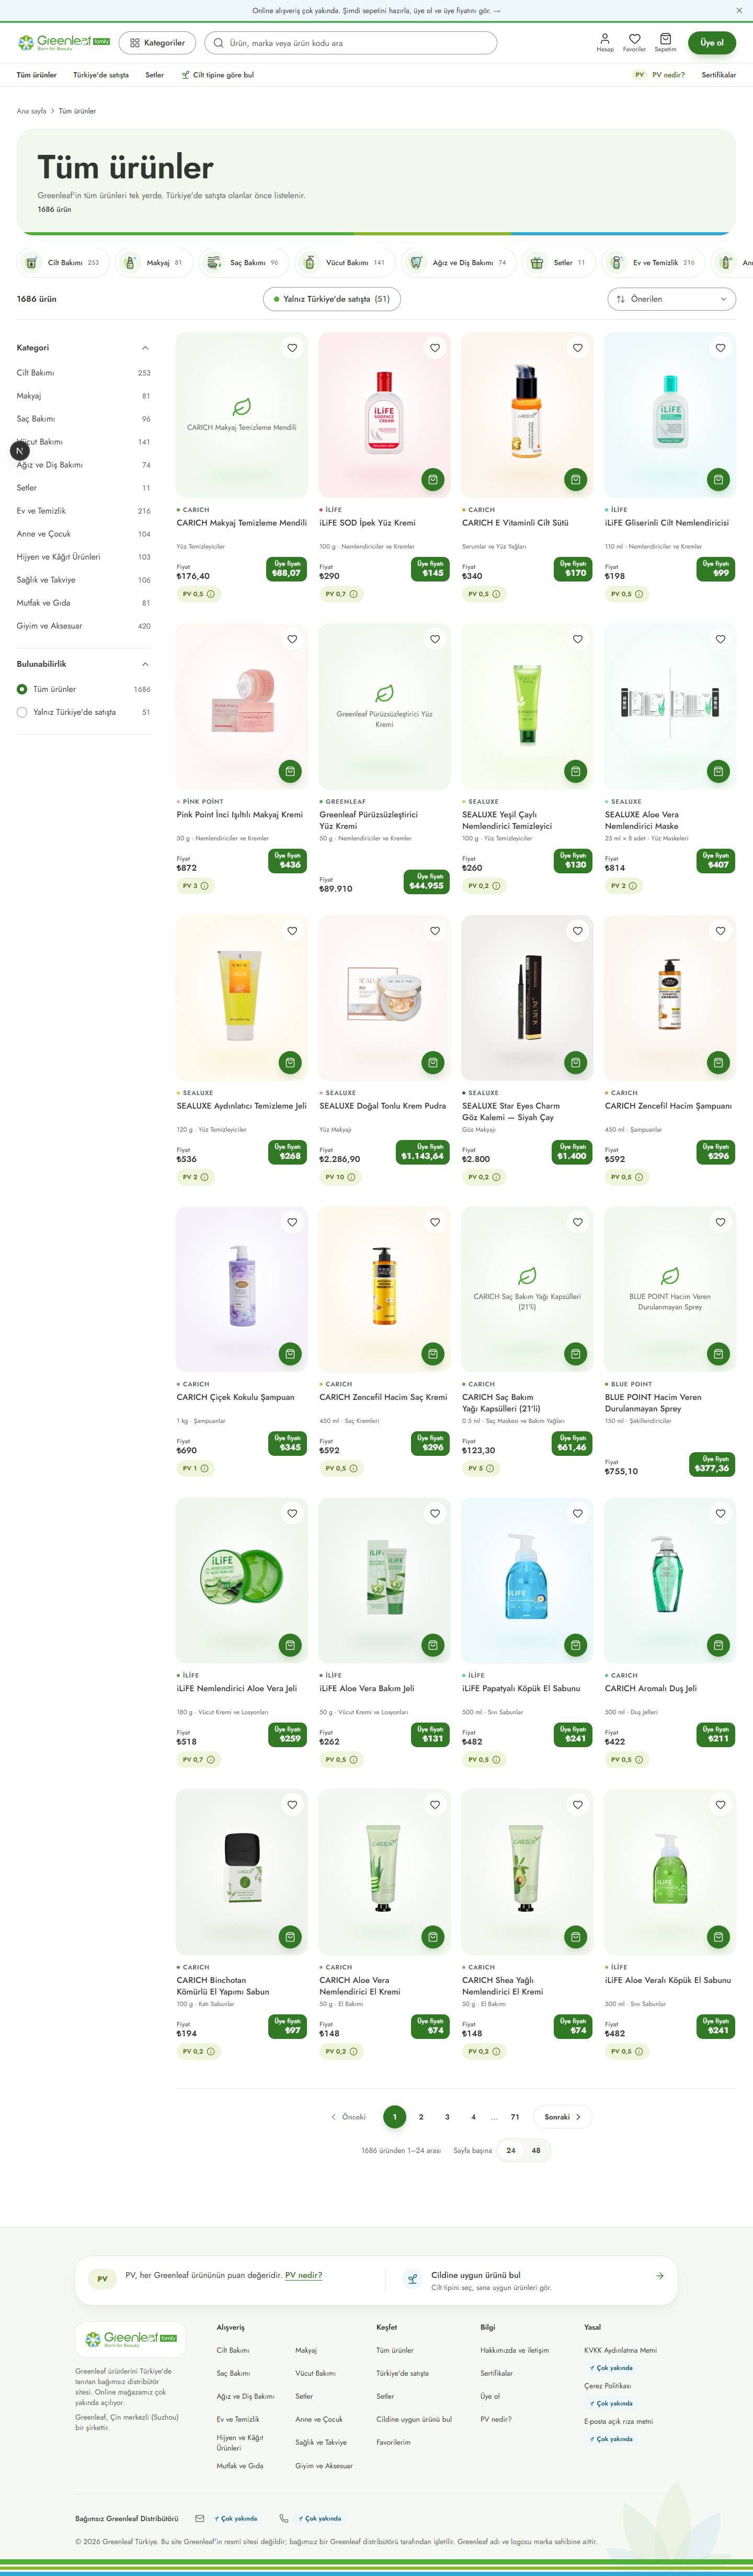 Online alışveriş çok yakında. Şimdi sepetini hazırla, üye ol ve üye fiyatını gör. →
Greenleaf family
Born for Beauty
Kategoriler
Ürün, marka veya ürün kodu ara
Hesap
Favoriler
Sepetim
Üye ol
Tüm ürünler
Türkiye'de satışta
Setler
Cilt tipine göre bul
PV PV nedir?
Sertifikalar
Ana sayfa > Tüm ürünler
Tüm ürünler
Greenleaf'in tüm ürünleri tek yerde. Türkiye'de satışta olanlar önce listelenir.
1686 ürün
Cilt Bakımı 253
Makyaj 81
Saç Bakımı 96
Vücut Bakımı 141
Ağız ve Diş Bakımı 74
Setler 11
Ev ve Temizlik 216
1686 ürün
Yalnız Türkiye'de satışta (51)
Önerilen
Kategori
Cilt Bakımı 253
Makyaj 81
Saç Bakımı 96
Vücut Bakımı 141
N
Ağız ve Diş Bakımı 74
Setler 11
Ev ve Temizlik 216
Anne ve Çocuk 104
Hijyen ve Kâğıt Ürünleri 103
Sağlık ve Takviye 106
Mutfak ve Gıda 81
Giyim ve Aksesuar 420
Bulunabilirlik
Tüm ürünler 1686
Yalnız Türkiye'de satışta 51
CARICH Makyaj Temizleme Mendili
CARICH
CARICH Makyaj Temizleme Mendili
Yüz Temizleyiciler
Fiyat
₺176,40
Üye fiyatı
₺88,07
PV 0,5
iLiFE
SODFACE
CREAM
İLİFE
iLiFE SOD İpek Yüz Kremi
100 g · Nemlendiriciler ve Kremler
Fiyat
₺290
Üye fiyatı
₺145
PV 0,7
CARICH
CARICH
CARICH E Vitaminli Cilt Sütü
Serumlar ve Yüz Yağları
Fiyat
₺340
Üye fiyatı
₺170
PV 0,5
iLiFE
İLİFE
iLiFE Gliserinli Cilt Nemlendiricisi
110 ml · Nemlendiriciler ve Kremler
Fiyat
₺198
Üye fiyatı
₺99
PV 0,5
PINK POINT
PİNK POİNT
Pink Point İnci Işıltılı Makyaj Kremi
50 g · Nemlendiriciler ve Kremler
Fiyat
₺872
Üye fiyatı
₺436
PV 3
Greenleaf Pürüzsüzleştirici Yüz
Kremi
GREENLEAF
Greenleaf Pürüzsüzleştirici
Yüz Kremi
50 g · Nemlendiriciler ve Kremler
Fiyat
₺89.910
Üye fiyatı
₺44.955
SEALUXE
SEALUXE Yeşil Çaylı
Nemlendirici Temizleyici
100 g · Yüz Temizleyiciler
Fiyat
₺260
Üye fiyatı
₺130
PV 0,2
SEALUXE
SEALUXE Aloe Vera
Nemlendirici Maske
25 ml × 8 adet · Yüz Maskeleri
Fiyat
₺814
Üye fiyatı
₺407
PV 2
SEALUXE
SEALUXE
SEALUXE Aydınlatıcı Temizleme Jeli
120 g · Yüz Temizleyiciler
Fiyat
₺536
Üye fiyatı
₺268
PV 2
SEALUXE
SEALUXE Doğal Tonlu Krem Pudra
Yüz Makyajı
Fiyat
₺2.286,90
Üye fiyatı
₺1.143,64
PV 10
SEALUXE
SEALUXE Star Eyes Charm
Göz Kalemi — Siyah Çay
Göz Makyajı
Fiyat
₺2.800
Üye fiyatı
₺1.400
PV 0,2
CARICH
CARICH Zencefil Hacim Şampuanı
450 ml · Şampuanlar
Fiyat
₺592
Üye fiyatı
₺296
PV 0,5
CARICH
CARICH Çiçek Kokulu Şampuan
1 kg · Şampuanlar
Fiyat
₺690
Üye fiyatı
₺345
PV 1
CARICH
CARICH Zencefil Hacim Saç Kremi
450 ml · Saç Kremleri
Fiyat
₺592
Üye fiyatı
₺296
PV 0,5
CARICH Saç Bakım Yağı Kapsülleri
(21'li)
CARICH
CARICH Saç Bakım
Yağı Kapsülleri (21'li)
0.5 ml · Saç Maskesi ve Bakım Yağları
Fiyat
₺123,30
Üye fiyatı
₺61,46
PV 5
BLUE POINT Hacim Veren
Durulanmayan Sprey
BLUE POINT
BLUE POINT Hacim Veren
Durulanmayan Sprey
150 ml · Şekillendiriciler
Fiyat
₺755,10
Üye fiyatı
₺377,36
iLiFE
İLİFE
iLiFE Nemlendirici Aloe Vera Jeli
180 g · Vücut Kremi ve Losyonları
Fiyat
₺518
Üye fiyatı
₺259
PV 0,7
iLiFE
iLiFE
İLİFE
iLiFE Aloe Vera Bakım Jeli
50 g · Vücut Kremi ve Losyonları
Fiyat
₺262
Üye fiyatı
₺131
PV 0,5
iLiFE
İLİFE
iLiFE Papatyalı Köpük El Sabunu
500 ml · Sıvı Sabunlar
Fiyat
₺482
Üye fiyatı
₺241
PV 0,5
CARICH
CARICH Aromalı Duş Jeli
500 ml · Duş Jelleri
Fiyat
₺422
Üye fiyatı
₺211
PV 0,5
CARICH
CARICH Binchotan
Kömürlü El Yapımı Sabun
100 g · Katı Sabunlar
Fiyat
₺194
Üye fiyatı
₺97
PV 0,2
CARICH
CARICH
CARICH Aloe Vera
Nemlendirici El Kremi
50 g · El Bakımı
Fiyat
₺148
Üye fiyatı
₺74
PV 0,2
CARICH
CARICH
CARICH Shea Yağlı
Nemlendirici El Kremi
50 g · El Bakımı
Fiyat
₺148
Üye fiyatı
₺74
PV 0,2
iLiFE
İLİFE
iLiFE Aloe Veralı Köpük El Sabunu
500 ml · Sıvı Sabunlar
Fiyat
₺482
Üye fiyatı
₺241
PV 0,5
Önceki 1 2 3 4 … 71 Sonraki
1686 üründen 1–24 arası Sayfa başına 24 48
PV PV, her Greenleaf ürününün puan değeridir. PV nedir?
Cildine uygun ürünü bul
Cilt tipini seç, sana uygun ürünleri gör.
Greenleaf family
Born for Beauty
Greenleaf ürünlerini Türkiye'de
tanıtan bağımsız distribütör
sitesi. Online mağazamız çok
yakında açılıyor.
Greenleaf, Çin merkezli (Suzhou)
bir şirkettir.
Alışveriş
Cilt Bakımı
Makyaj
Saç Bakımı
Vücut Bakımı
Ağız ve Diş Bakımı
Setler
Ev ve Temizlik
Anne ve Çocuk
Hijyen ve Kâğıt
Ürünleri
Sağlık ve Takviye
Mutfak ve Gıda
Giyim ve Aksesuar
Keşfet
Tüm ürünler
Türkiye'de satışta
Setler
Cildine uygun ürünü bul
Favorilerim
Bilgi
Hakkımızda ve iletişim
Sertifikalar
Üye ol
PV nedir?
Yasal
KVKK Aydınlatma Metni
Çok yakında
Çerez Politikası
Çok yakında
E-posta açık rıza metni
Çok yakında
Bağımsız Greenleaf Distribütörü
Çok yakında
Çok yakında
© 2026 Greenleaf Türkiye. Bu site Greenleaf'in resmî sitesi değildir; bağımsız bir Greenleaf distribütörü tarafından işletilir. Greenleaf adı ve logosu marka sahibine aittir.